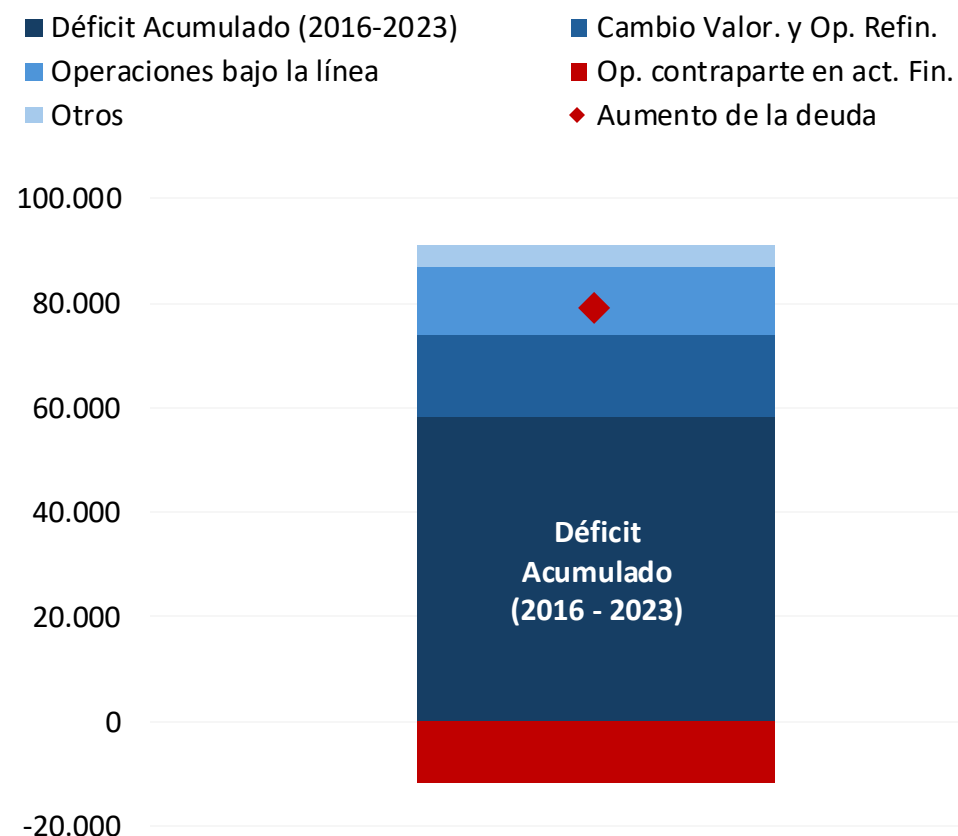 Déficit Acumulado (2016-2023)
Cambio Valor. y Op. Refin.
Operaciones bajo la línea
Op. contraparte en act. Fin.
Otros
Aumento de la deuda
100.000
80.000
60.000
40.000
20.000
0
-20.000
Déficit
Acumulado
(2016 - 2023)